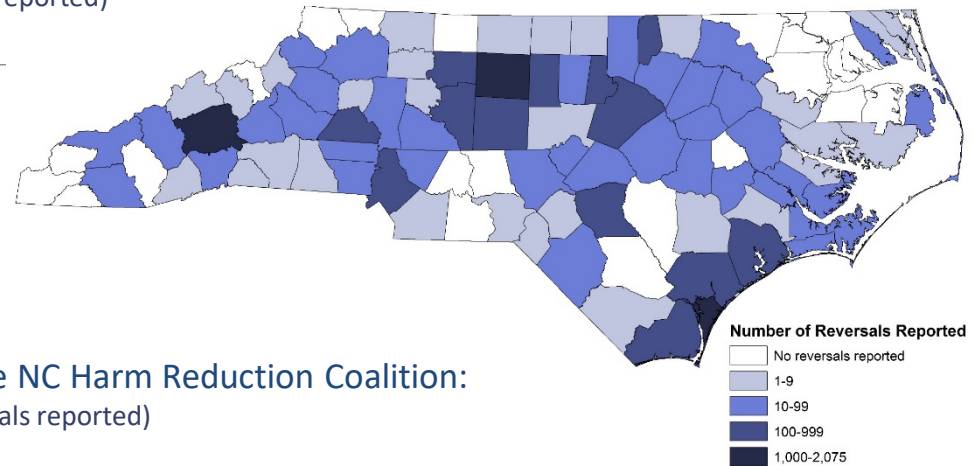 reported)
e NC Harm Reduction Coalition:
als reported)
Number of Reversals Reported
No reversals reported
1-9
10-99
100-999
1,000-2,075